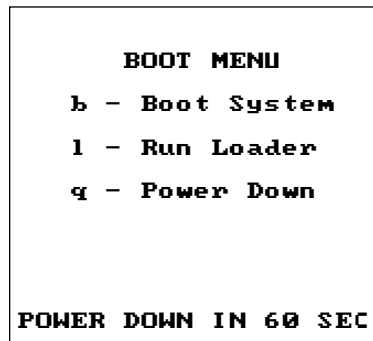 BOOT MENU
b - Boot System
l - Run Loader
q - Power Down
POWER DOWN IN 60 SEC